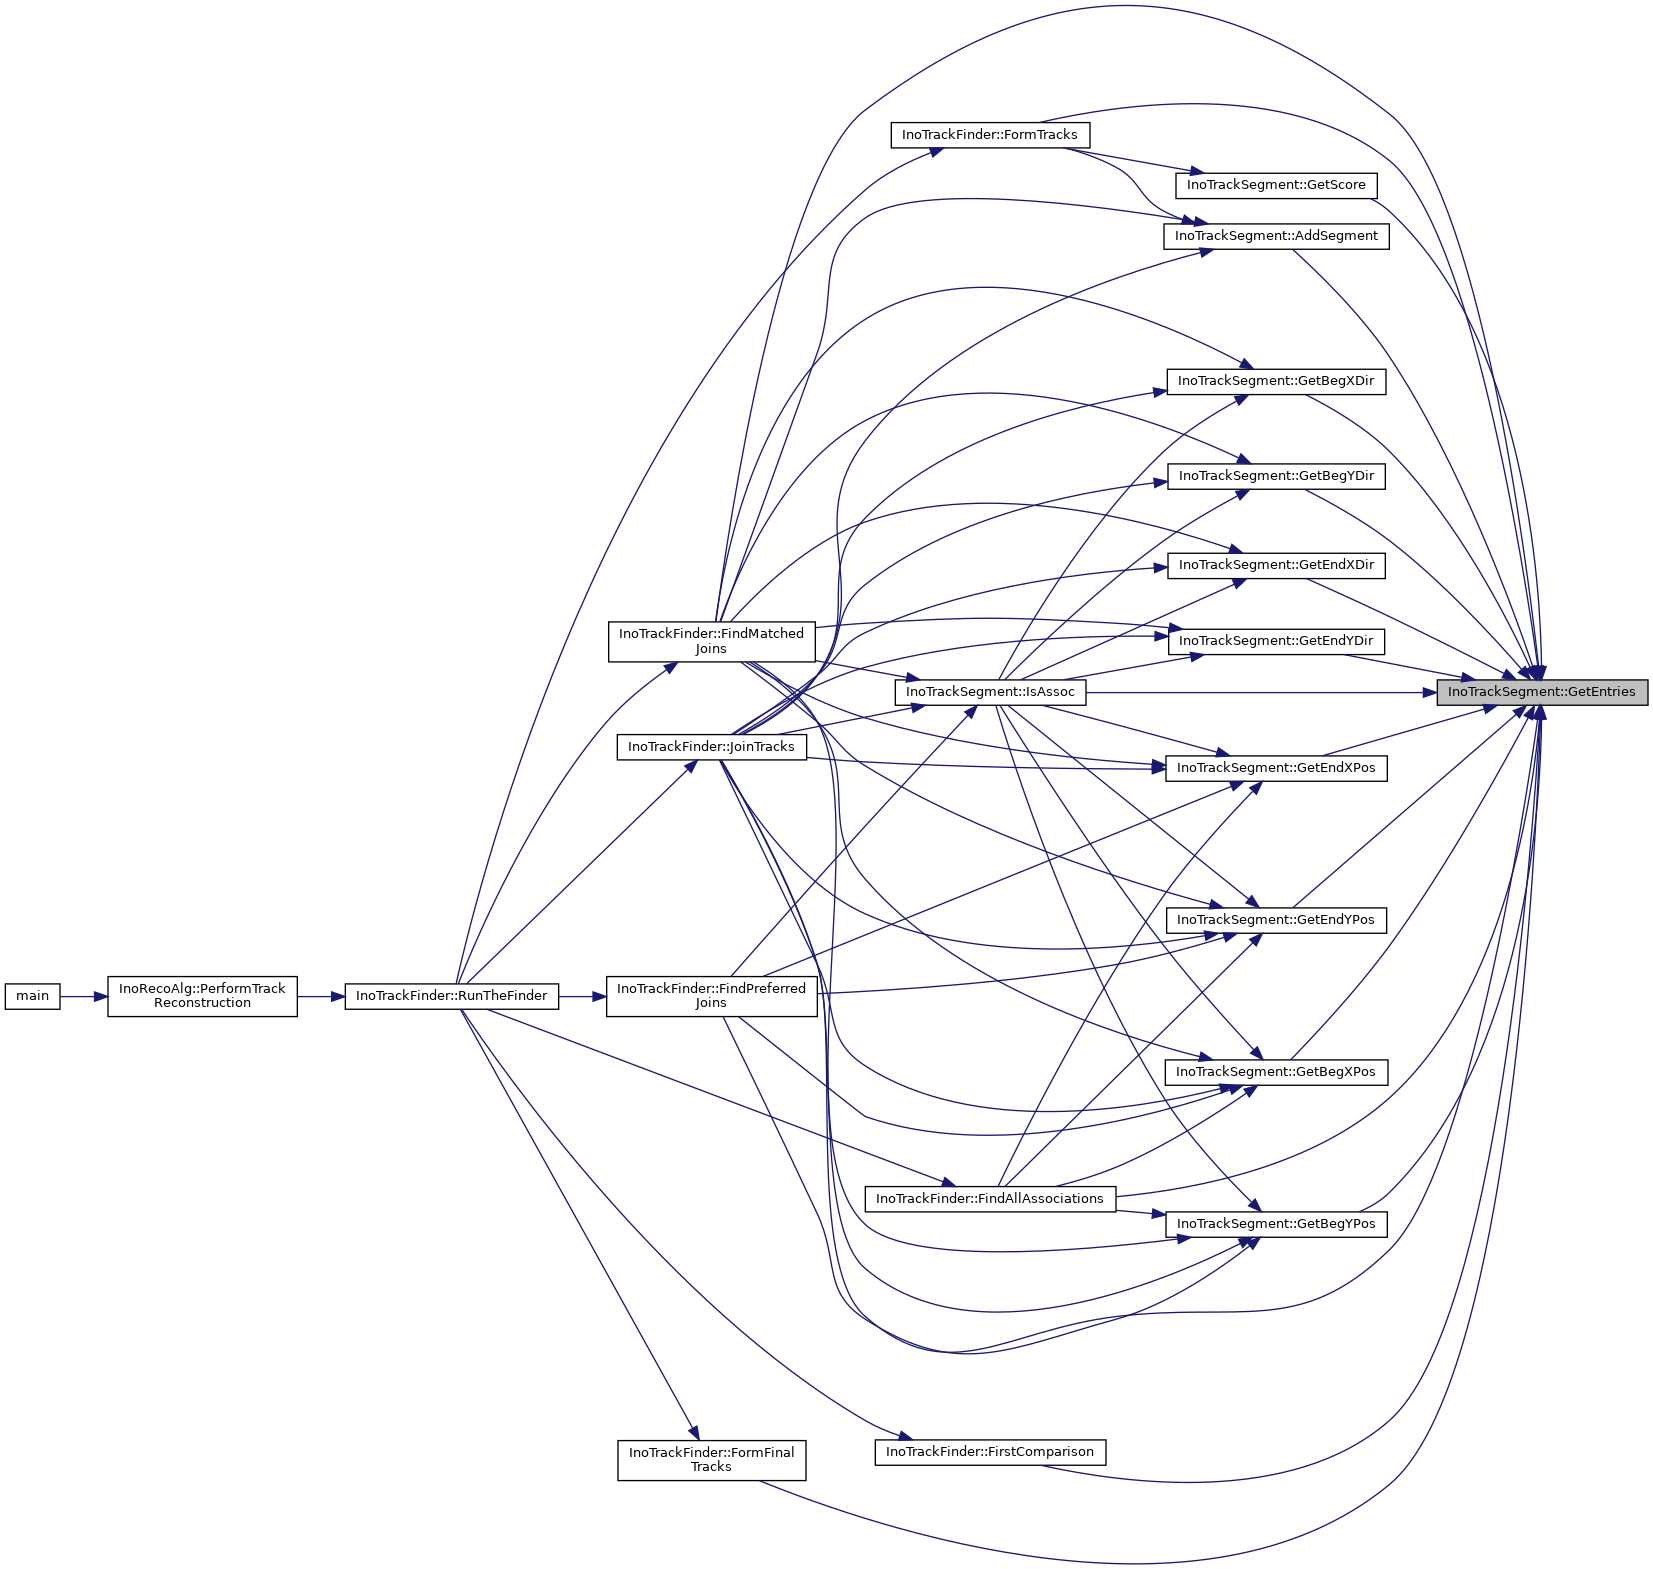 InoTrackFinder::FormTracks
InoTrackSegment::GetScore
InoTrackSegment::AddSegment
InoTrackSegment::GetBegXDir
InoTrackSegment::GetBegYDir
InoTrackSegment::GetEndXDir
InoTrackFinder::FindMatched
Joins
InoTrackSegment::GetEndYDir
InoTrackSegment::IsAssoc
InoTrackSegment::GetEntries
InoTrackFinder::JoinTracks
InoTrackSegment::GetEndXPos
InoTrackSegment::GetEndYPos
main
InoRecoAlg::PerformTrack
Reconstruction
InoTrackFinder::RunTheFinder
InoTrackFinder::FindPreferred
Joins
InoTrackSegment::GetBegXPos
InoTrackFinder::FindAllAssociations
InoTrackSegment::GetBegYPos
InoTrackFinder::FormFinal
Tracks
InoTrackFinder::FirstComparison